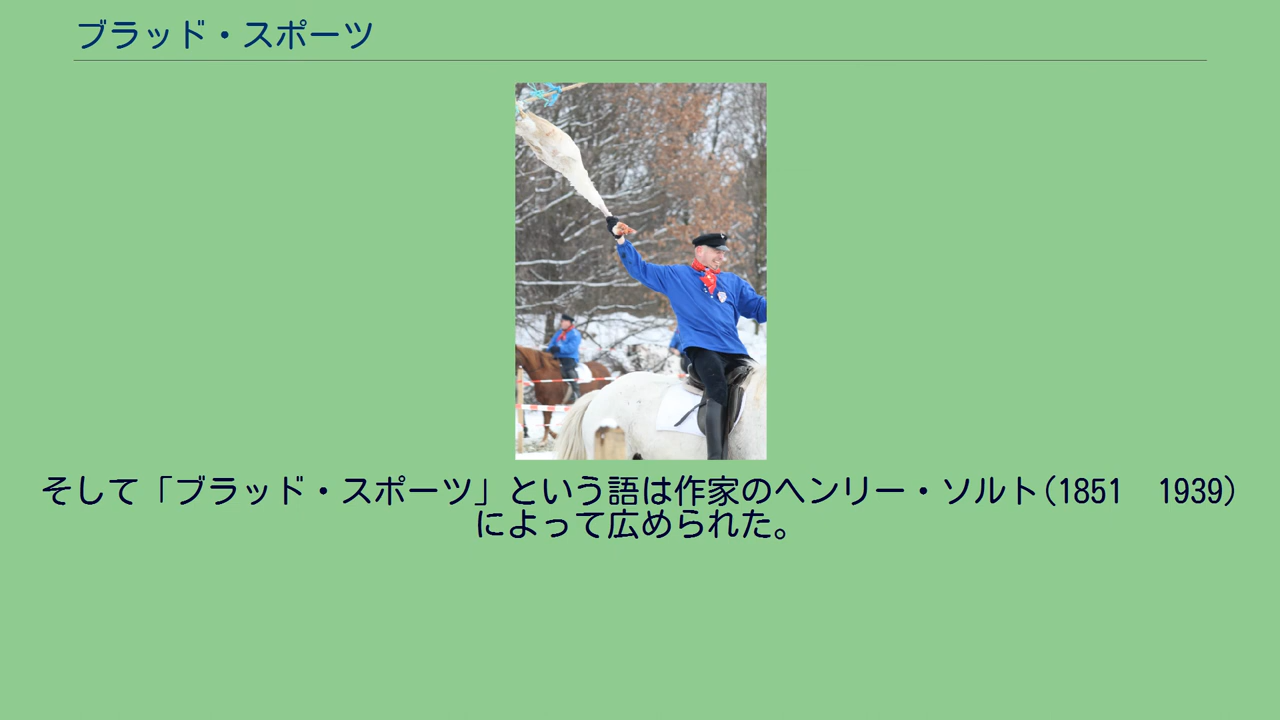 ブラッド・スポーツ
そして「ブラッド・スポーツ」という語は作家のヘンリー・ソルト(1851　1939)
によって広められた。